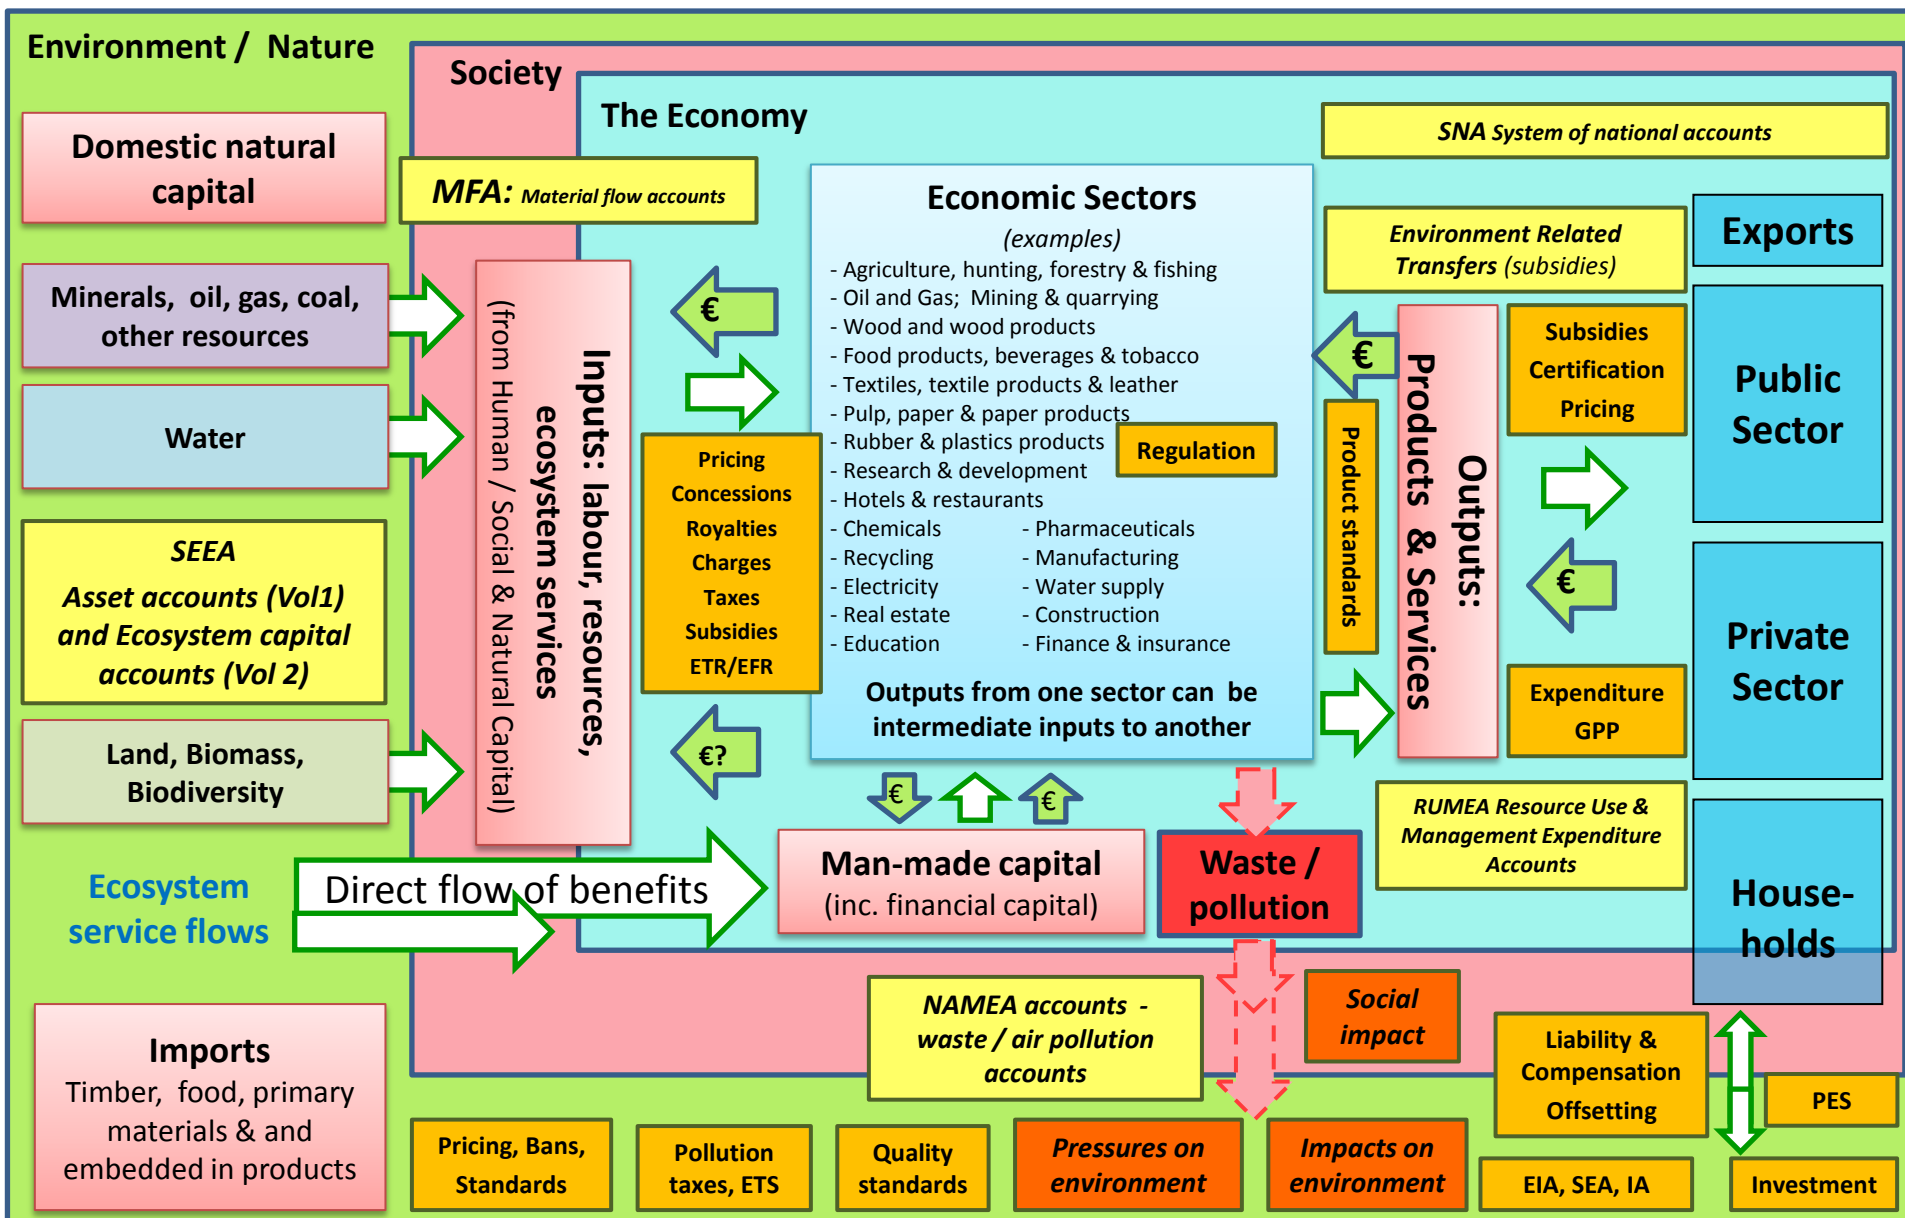 Environment / Nature
Society
The Economy
Domestic natural
capital
MFA: Material flow accounts
SNA System of national accounts
Minerals, oil, gas, coal,
other resources
Water
SEEA
Asset accounts (Vol1)
and Ecosystem capital
accounts (Vol 2)
Land, Biomass,
Biodiversity
Ecosystem
service flows
Direct flow of benefits
Imports
Timber, food, primary
materials & and
embedded in products
Inputs: labour, resources,
ecosystem services
(from Human / Social & Natural Capital)
€
Pricing
Concessions
Royalties
Charges
Taxes
Subsidies
ETR/EFR
€?
Economic Sectors
(examples)
- Agriculture, hunting, forestry & fishing
- Oil and Gas; Mining & quarrying
- Wood and wood products
- Food products, beverages & tobacco
- Textiles, textile products & leather
- Pulp, paper & paper products
- Rubber & plastics products
- Research & development
- Hotels & restaurants
- Chemicals - Pharmaceuticals
- Recycling - Manufacturing
- Electricity - Water supply
- Real estate - Construction
- Education - Finance & insurance
Regulation
Outputs from one sector can be
intermediate inputs to another
€
€
Man-made capital
(inc. financial capital)
Waste /
pollution
Environment Related
Transfers (subsidies)
€
Product standards
Outputs:
Products & Services
Subsidies
Certification
Pricing
€
Expenditure
GPP
RUMEA Resource Use &
Management Expenditure
Accounts
Exports
Public
Sector
Private
Sector
House-
holds
NAMEA accounts -
waste / air pollution
accounts
Social
impact
Liability &
Compensation
Offsetting
PES
Pricing, Bans,
Standards
Pollution
taxes, ETS
Quality
standards
Pressures on
environment
Impacts on
environment
EIA, SEA, IA
Investment